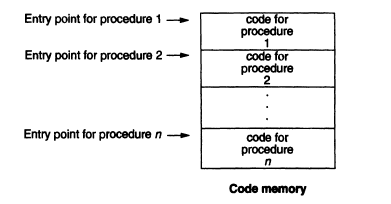 Entry point for procedure 1
code for
procedure
1
Entry point for procedure 2
code for
procedure
2
.
.
.
Entry point for procedure n
code for
procedure
n
Code memory